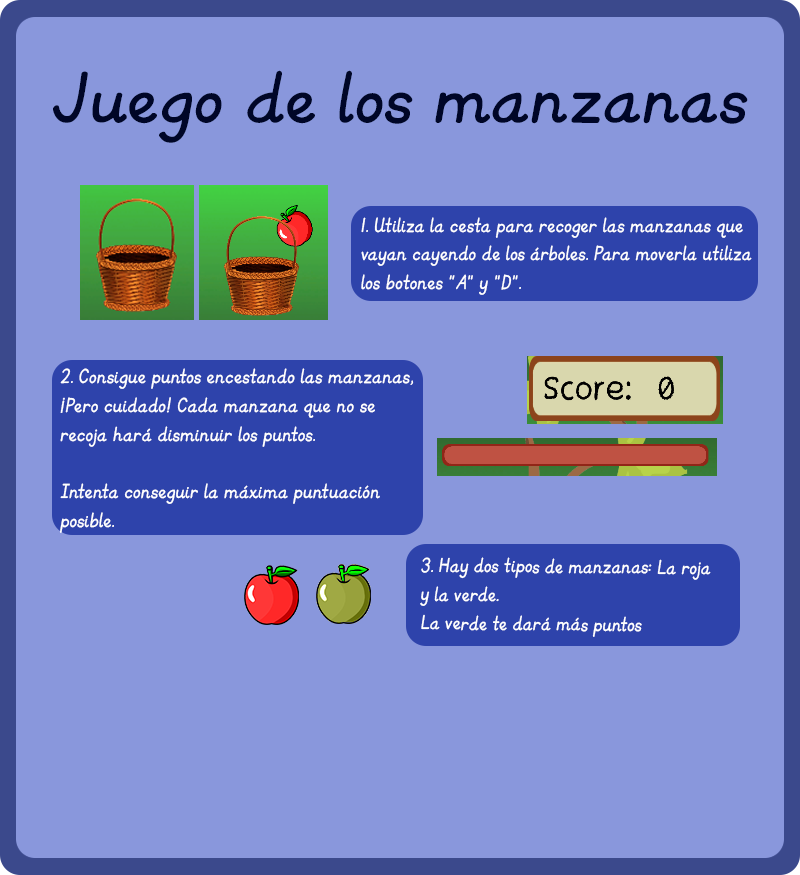 Juego de los manzanas
1. Utiliza la cesta para recoger las manzanas que
vayan cayendo de los árboles. Para moverla utiliza
los botones "A" y "D".
2. Consigue puntos encestando las manzanas,
¡Pero cuidado! Cada manzana que no se
recoja hará disminuir los puntos.
Intenta conseguir la máxima puntuación
posible.
Score: 0
3. Hay dos tipos de manzanas: La roja
y la verde.
La verde te dará más puntos